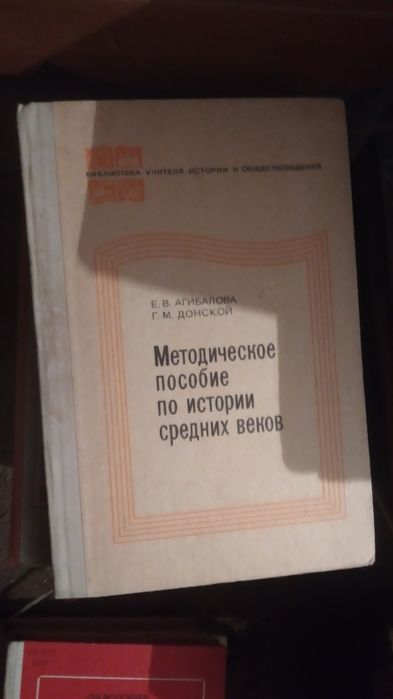 БИБЛИОТЕКА УЧИТЕЛЯ ИСТОРИИ И ОБЩЕСТВОВЕДЕНИЯ
Е. В. АГИБАЛОВА
Г. М. ДОНСКОЙ
Методическое
пособие
по истории
средних веков